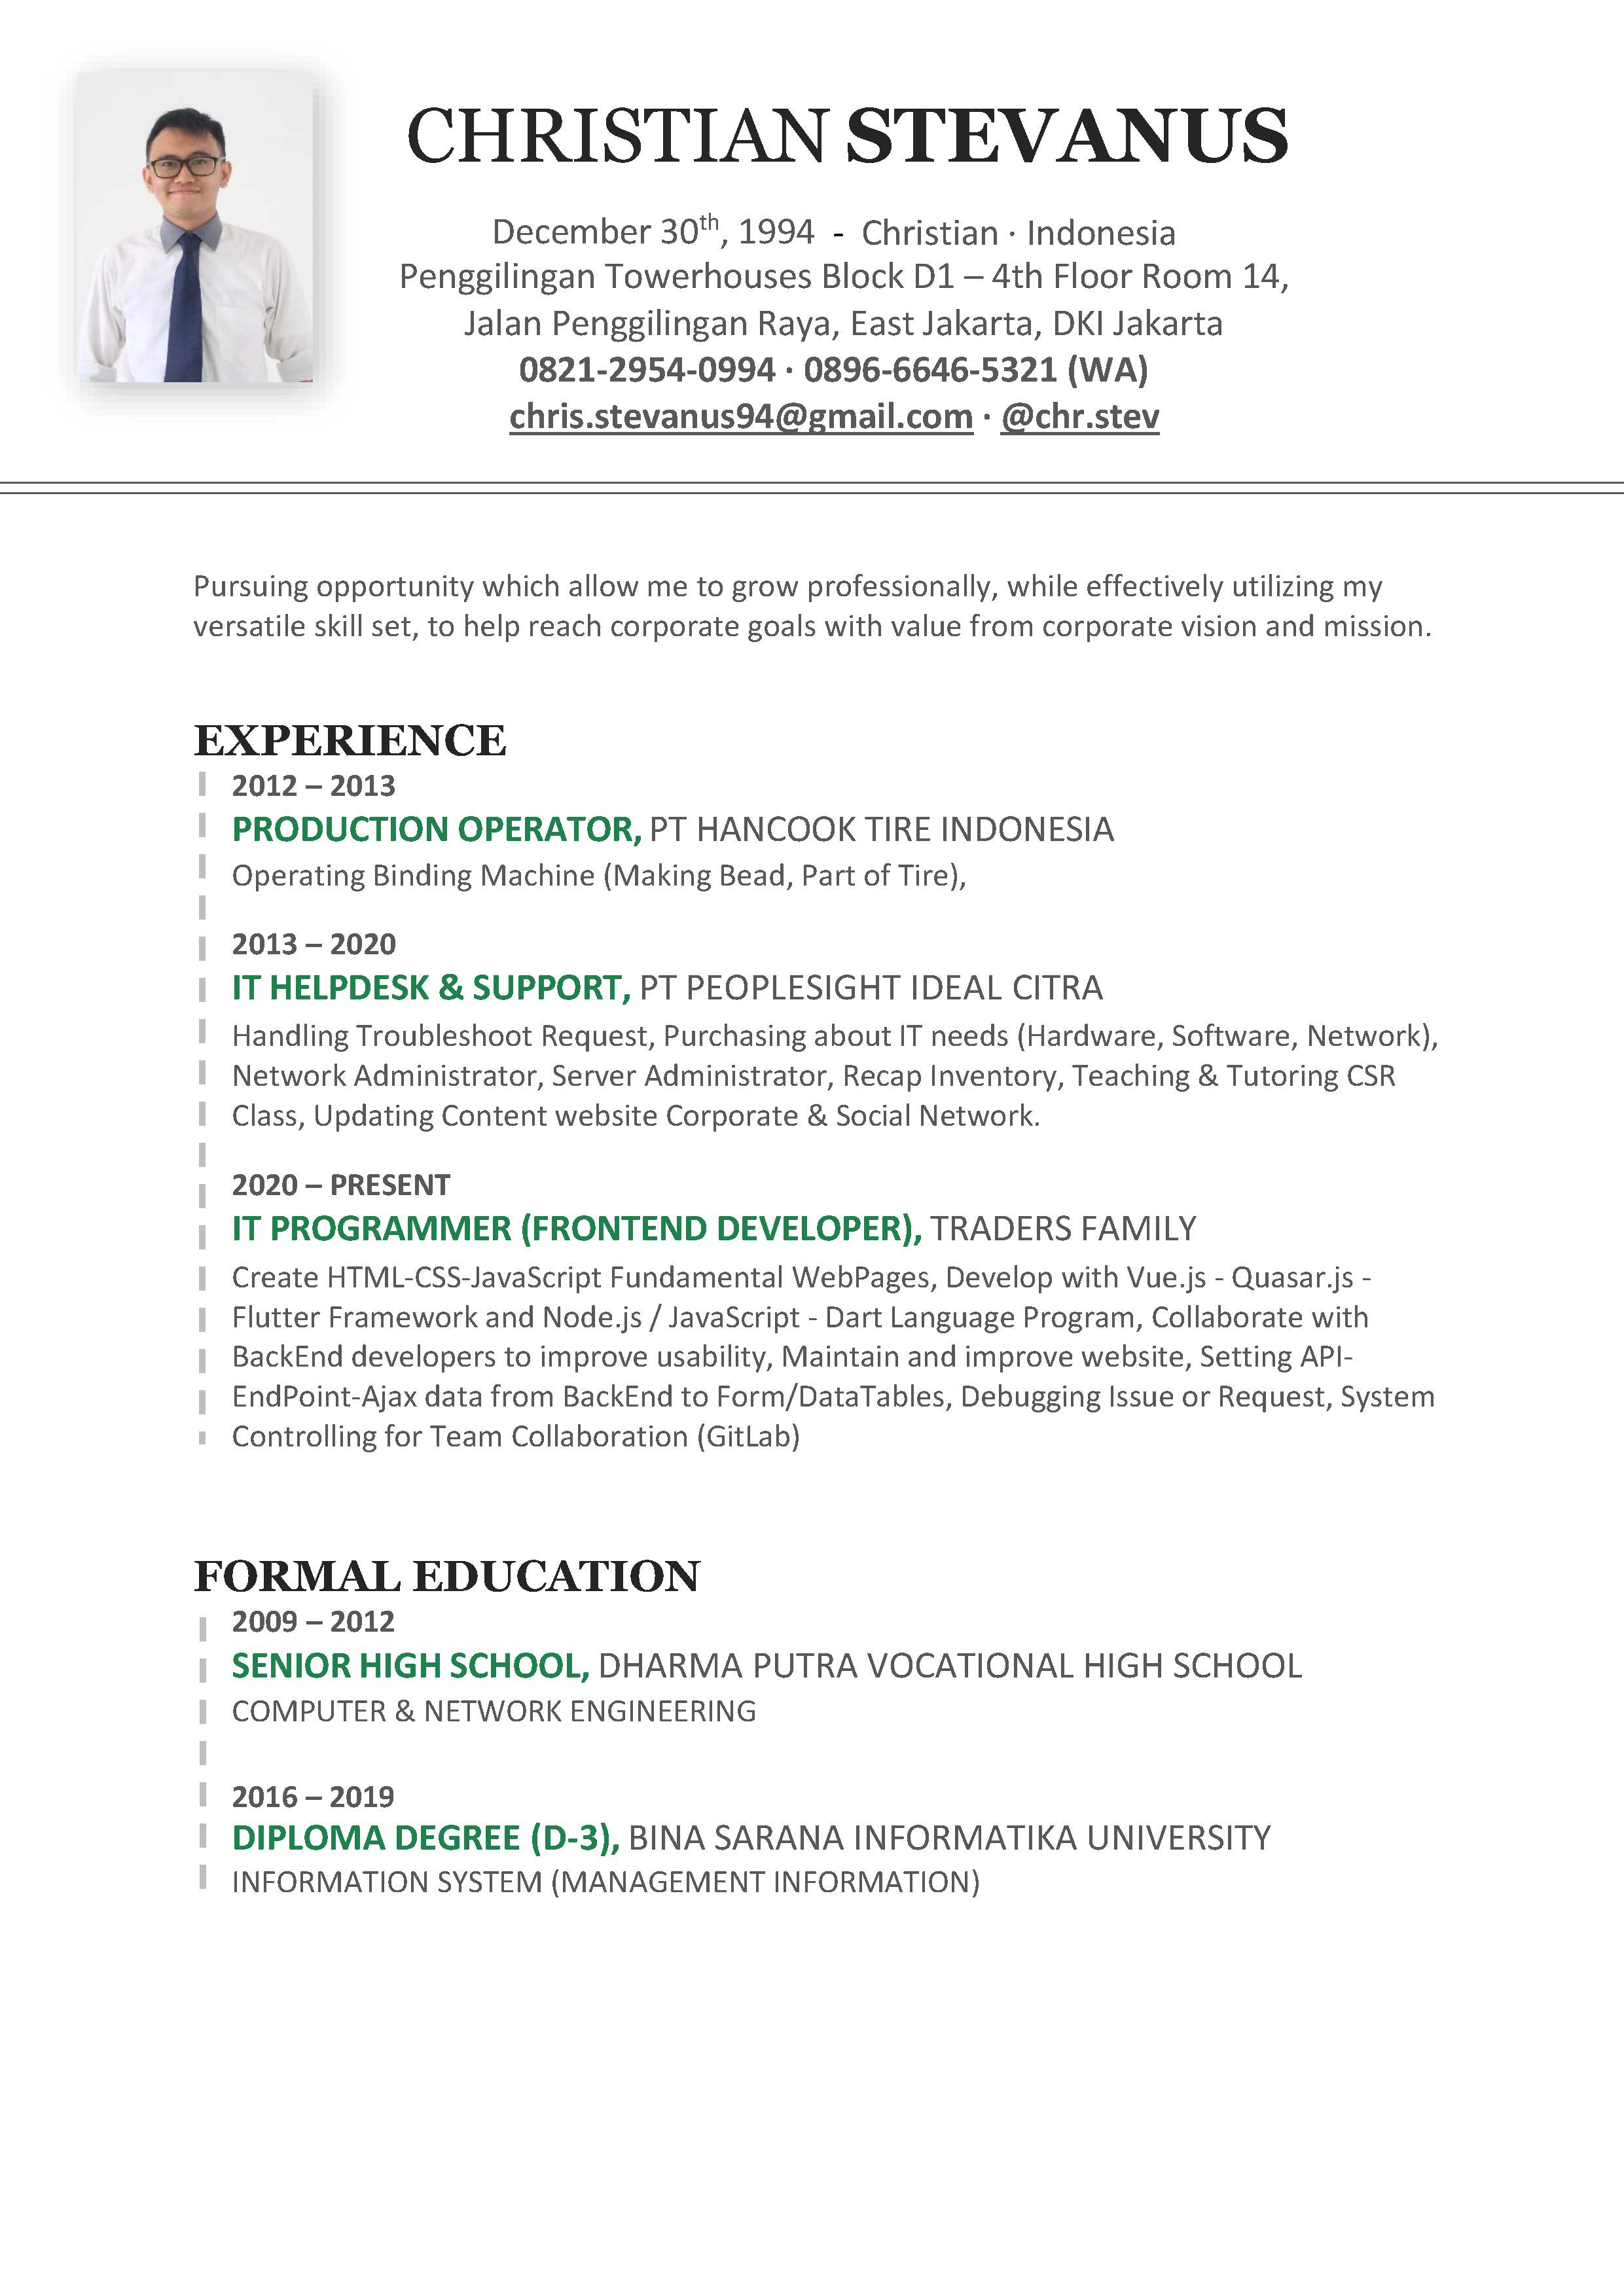 CHRISTIAN STEVANUS
December 30th, 1994 - Christian · Indonesia
Penggilingan Towerhouses Block D1 – 4th Floor Room 14,
Jalan Penggilingan Raya, East Jakarta, DKI Jakarta
0821-2954-0994 · 0896-6646-5321 (WA)
chris.stevanus94@gmail.com · @chr.stev
Pursuing opportunity which allow me to grow professionally, while effectively utilizing my
versatile skill set, to help reach corporate goals with value from corporate vision and mission.
EXPERIENCE
2012 – 2013
PRODUCTION OPERATOR, PT HANCOOK TIRE INDONESIA
Operating Binding Machine (Making Bead, Part of Tire),
2013 – 2020
IT HELPDESK & SUPPORT, PT PEOPLESIGHT IDEAL CITRA
Handling Troubleshoot Request, Purchasing about IT needs (Hardware, Software, Network),
Network Administrator, Server Administrator, Recap Inventory, Teaching & Tutoring CSR
Class, Updating Content website Corporate & Social Network.
2020 – PRESENT
IT PROGRAMMER (FRONTEND DEVELOPER), TRADERS FAMILY
Create HTML-CSS-JavaScript Fundamental WebPages, Develop with Vue.js - Quasar.js -
Flutter Framework and Node.js / JavaScript - Dart Language Program, Collaborate with
BackEnd developers to improve usability, Maintain and improve website, Setting API-
EndPoint-Ajax data from BackEnd to Form/DataTables, Debugging Issue or Request, System
Controlling for Team Collaboration (GitLab)
FORMAL EDUCATION
2009 – 2012
SENIOR HIGH SCHOOL, DHARMA PUTRA VOCATIONAL HIGH SCHOOL
COMPUTER & NETWORK ENGINEERING
2016 – 2019
DIPLOMA DEGREE (D-3), BINA SARANA INFORMATIKA UNIVERSITY
INFORMATION SYSTEM (MANAGEMENT INFORMATION)